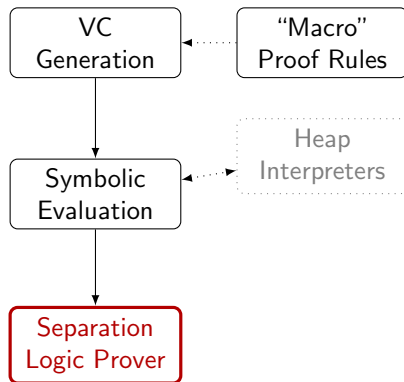 VC
Generation
“Macro”
Proof Rules
Heap
Interpreters
Symbolic
Evaluation
Separation
Logic Prover